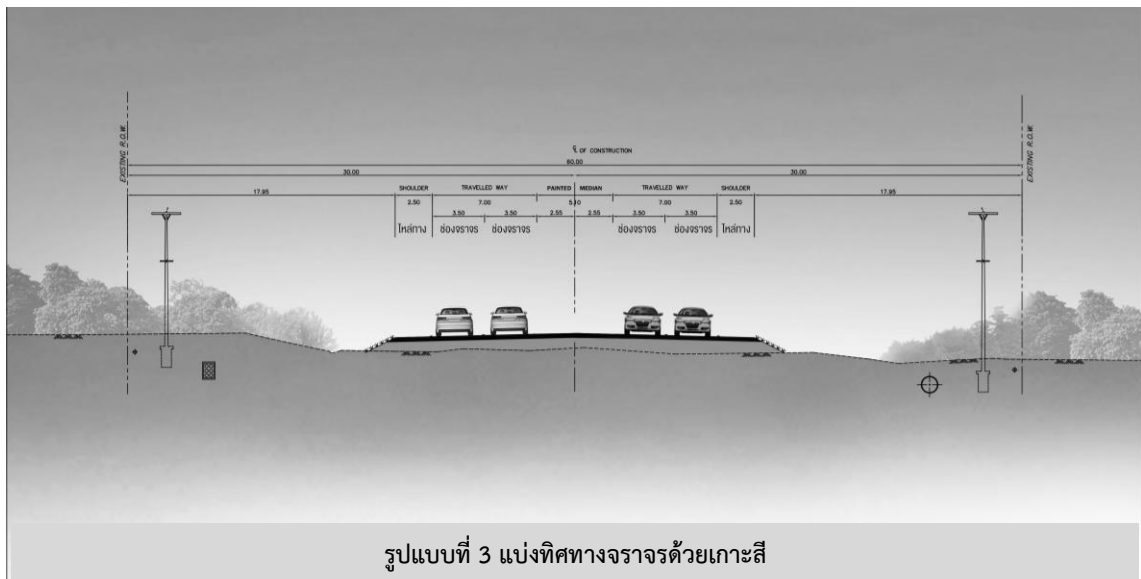 EXISTING R.O.W.
EXISTING R.O.W.
℄ OF CONSTRUCTION
60.00
30.00 30.00
17.95 SHOULDER TRAVELLED WAY PAINTED MEDIAN TRAVELLED WAY SHOULDER 17.95
2.50 7.00 5.10 7.00 2.50
3.50 3.50 2.55 2.55 3.50 3.50
ไหล่ทาง ช่องจราจร ช่องจราจร ช่องจราจร ช่องจราจร ไหล่ทาง
รูปแบบที่ 3 แบ่งทิศทางจราจรด้วยเกาะสี